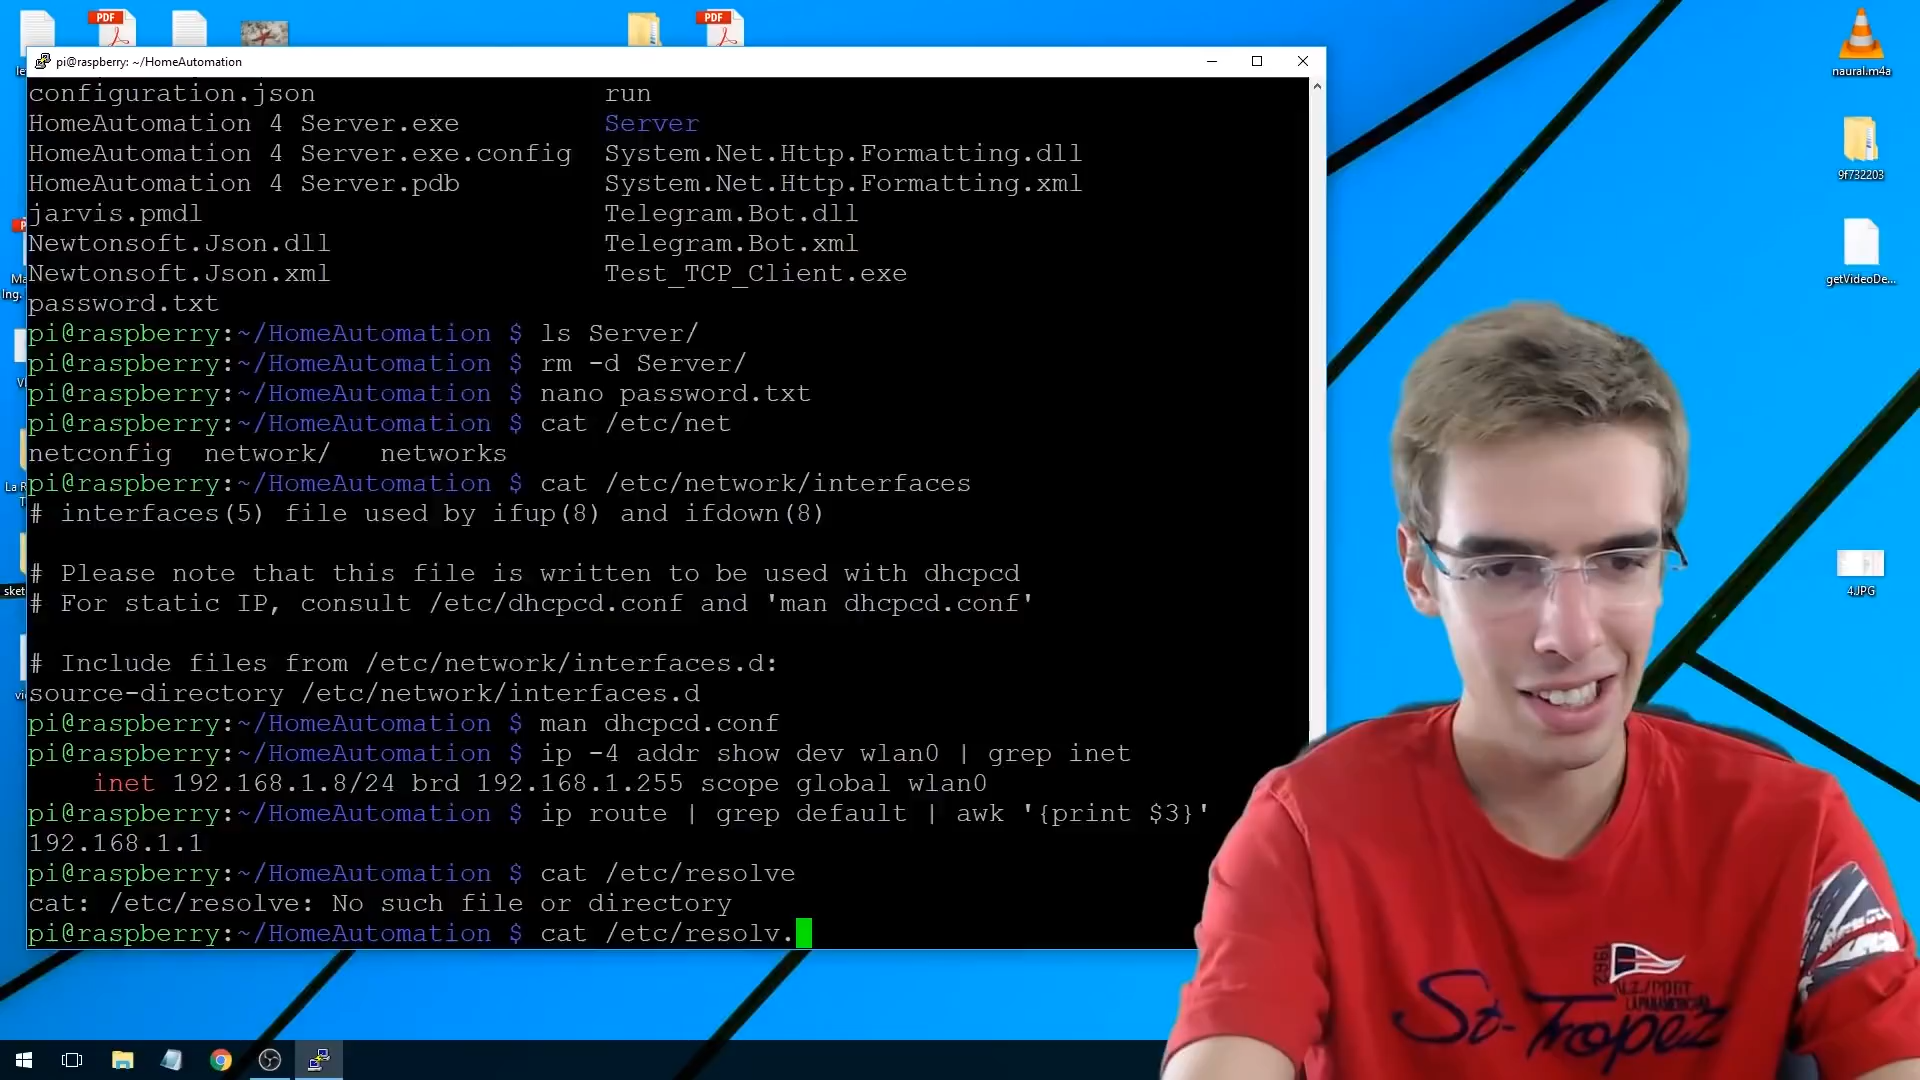 pi@raspberry: ~/HomeAutomation
configuration.json run
HomeAutomation 4 Server.exe Server
HomeAutomation 4 Server.exe.config System.Net.Http.Formatting.dll
HomeAutomation 4 Server.pdb System.Net.Http.Formatting.xml
jarvis.pmdl Telegram.Bot.dll
Newtonsoft.Json.dll Telegram.Bot.xml
Newtonsoft.Json.xml Test_TCP_Client.exe
password.txt
pi@raspberry:~/HomeAutomation $ ls Server/
pi@raspberry:~/HomeAutomation $ rm -d Server/
pi@raspberry:~/HomeAutomation $ nano password.txt
pi@raspberry:~/HomeAutomation $ cat /etc/net
netconfig network/ networks
pi@raspberry:~/HomeAutomation $ cat /etc/network/interfaces
# interfaces(5) file used by ifup(8) and ifdown(8)
# Please note that this file is written to be used with dhcpcd
# For static IP, consult /etc/dhcpcd.conf and 'man dhcpcd.conf'
# Include files from /etc/network/interfaces.d:
source-directory /etc/network/interfaces.d
pi@raspberry:~/HomeAutomation $ man dhcpcd.conf
pi@raspberry:~/HomeAutomation $ ip -4 addr show dev wlan0 | grep inet
inet 192.168.1.8/24 brd 192.168.1.255 scope global wlan0
pi@raspberry:~/HomeAutomation $ ip route | grep default | awk '{print $3}'
192.168.1.1
pi@raspberry:~/HomeAutomation $ cat /etc/resolve
cat: /etc/resolve: No such file or directory
pi@raspberry:~/HomeAutomation $ cat /etc/resolv.
PDF
PDF
Ing.
La R
sket
naural.m4a
9f732203
getVideoDe...
4.JPG
St-Tropez